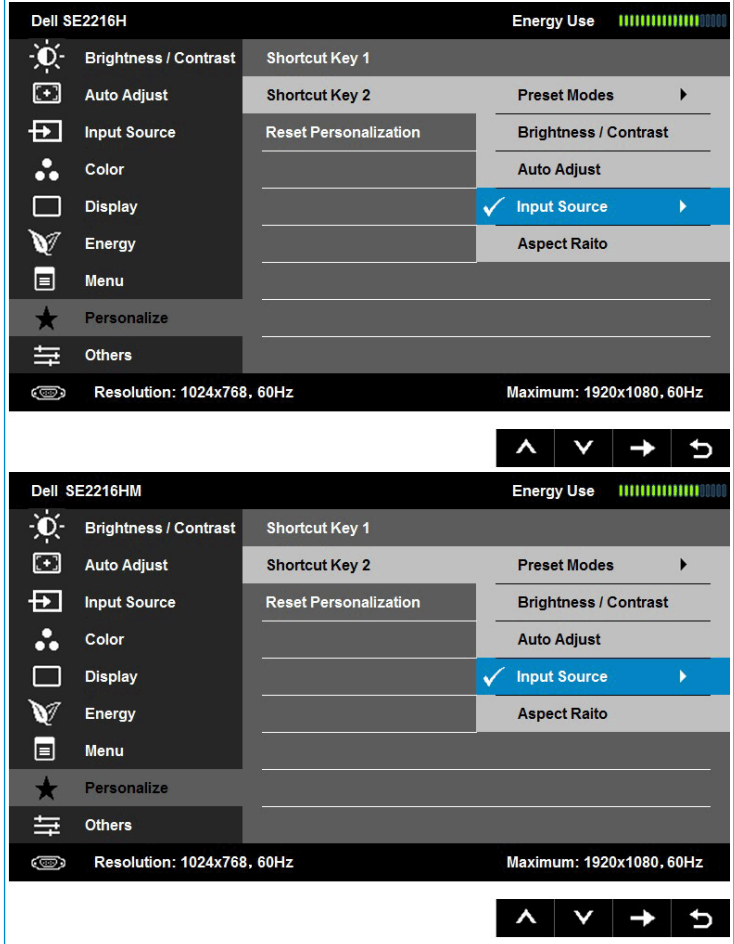 Dell SE2216H Energy Use
Brightness / Contrast Shortcut Key 1
Auto Adjust Shortcut Key 2 Preset Modes
Input Source Reset Personalization Brightness / Contrast
Color Auto Adjust
Display Input Source
Energy Aspect Raito
Menu
Personalize
Others
Resolution: 1024x768, 60Hz Maximum: 1920x1080, 60Hz
Dell SE2216HM Energy Use
Brightness / Contrast Shortcut Key 1
Auto Adjust Shortcut Key 2 Preset Modes
Input Source Reset Personalization Brightness / Contrast
Color Auto Adjust
Display Input Source
Energy Aspect Raito
Menu
Personalize
Others
Resolution: 1024x768, 60Hz Maximum: 1920x1080, 60Hz